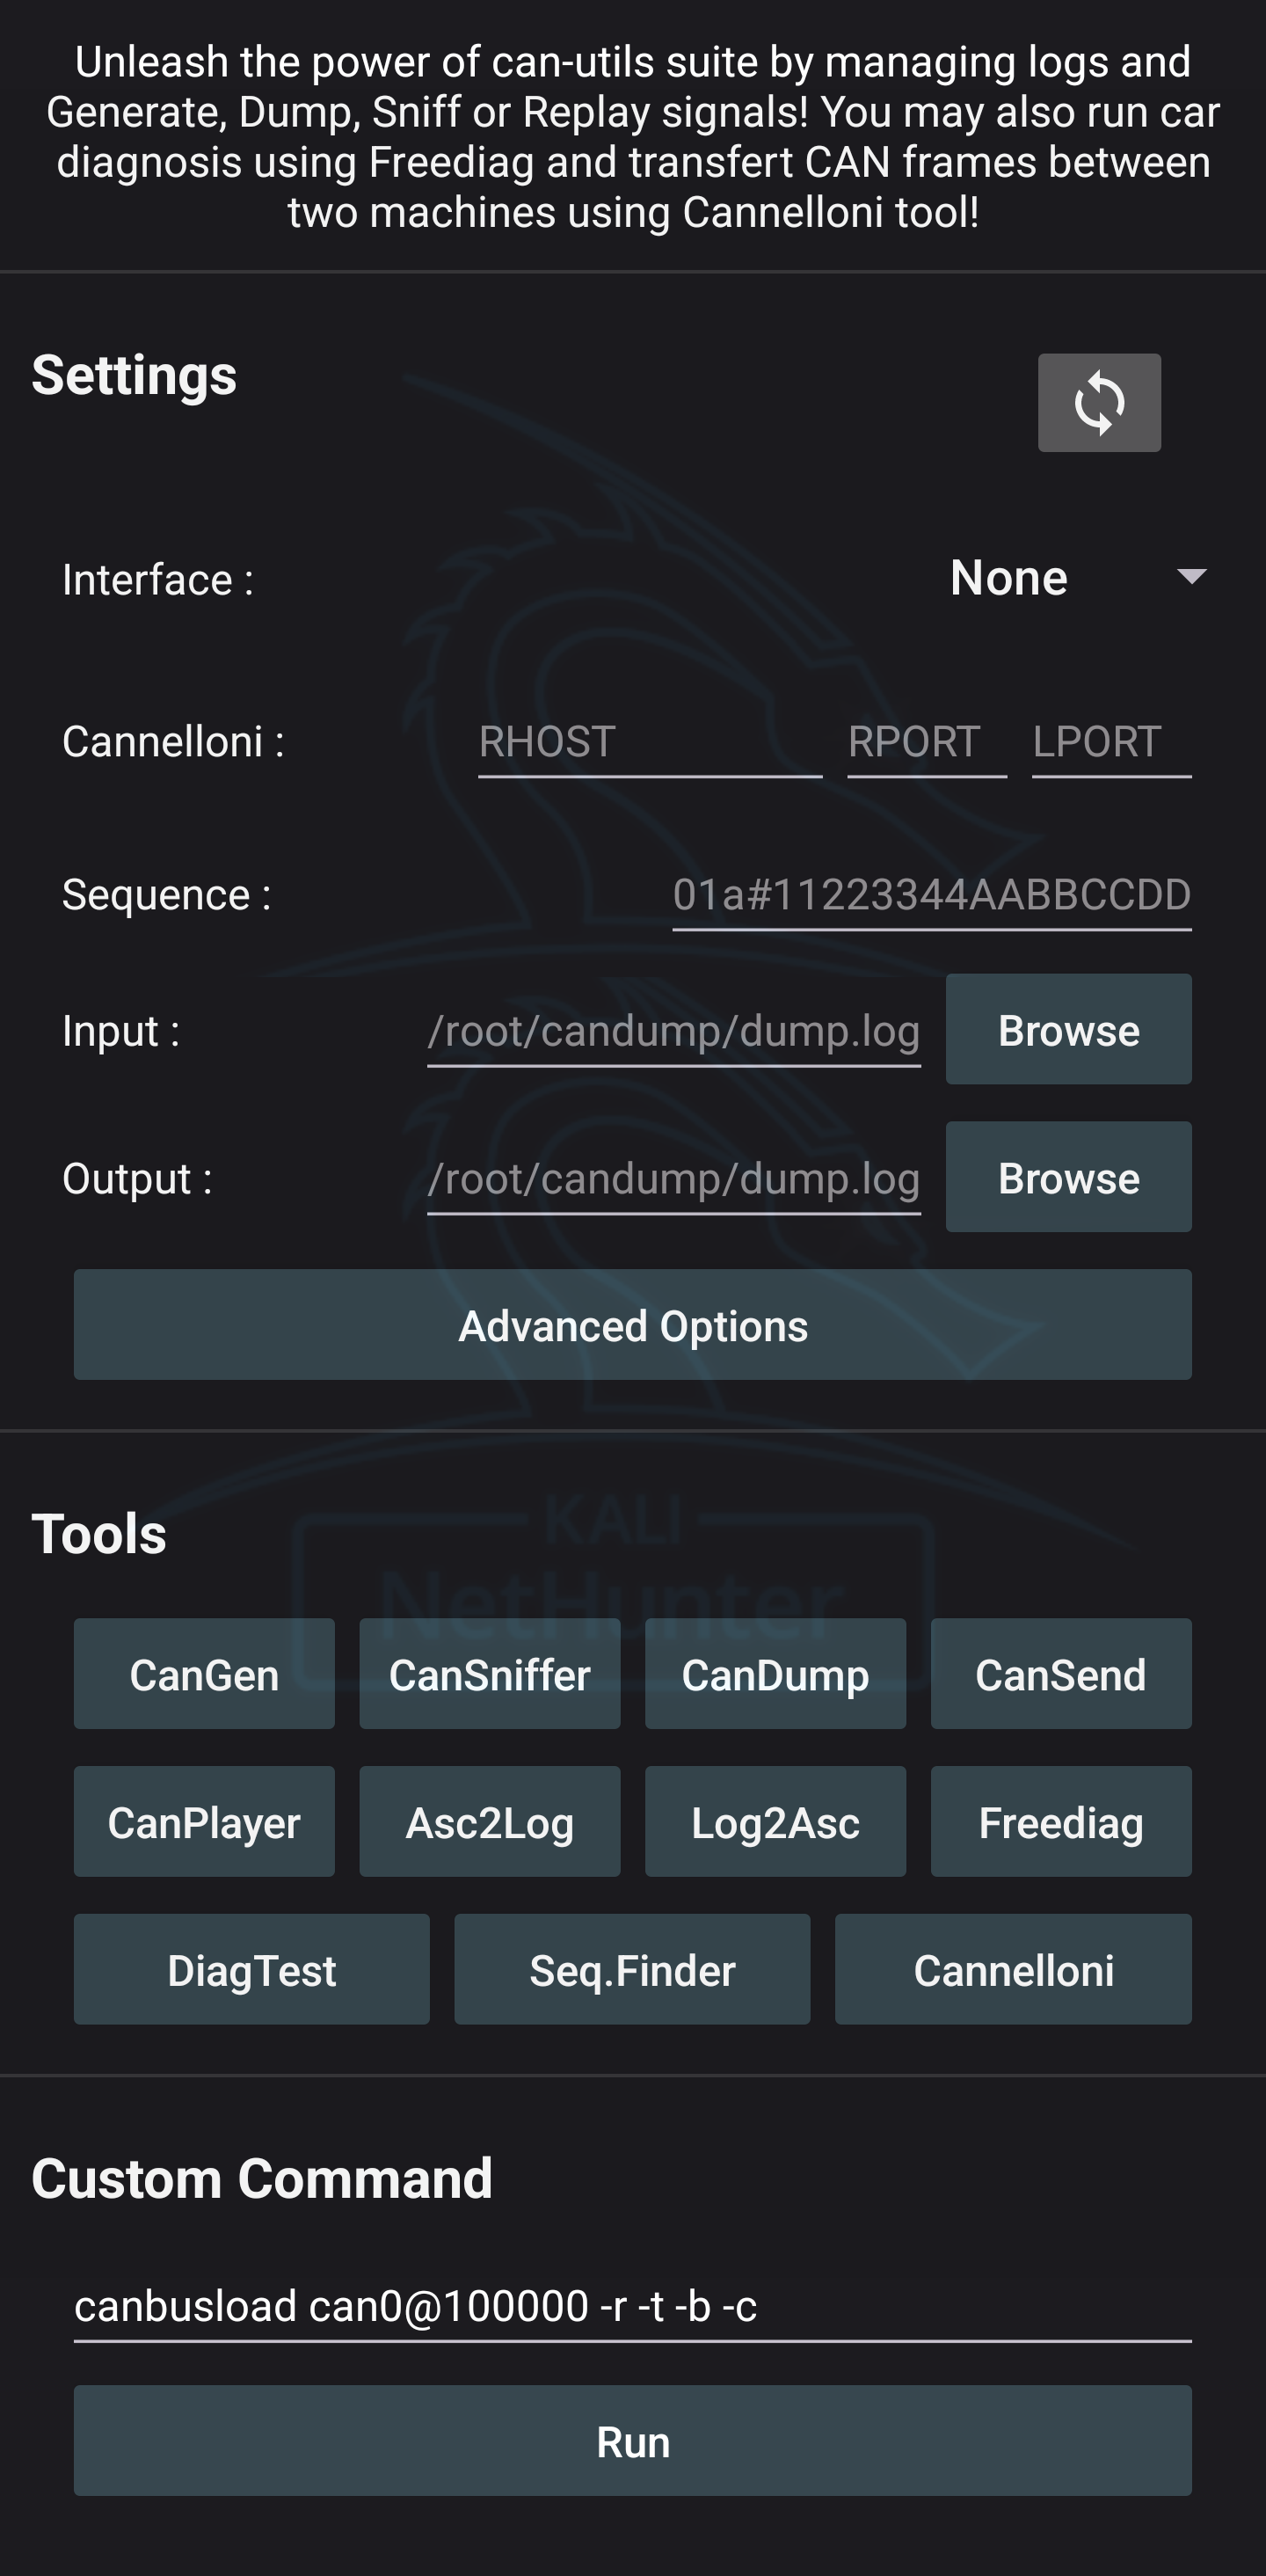 Unleash the power of can-utils suite by managing logs and
Generate, Dump, Sniff or Replay signals! You may also run car
diagnosis using Freediag and transfert CAN frames between
two machines using Cannelloni tool!
Settings
Interface : None
Cannelloni : RHOST RPORT LPORT
Sequence : 01a#11223344AABBCCDD
Input : /root/candump/dump.log Browse
Output : /root/candump/dump.log Browse
Advanced Options
KALI
Tools
NetHunter
CanGen CanSniffer CanDump CanSend
CanPlayer Asc2Log Log2Asc Freediag
DiagTest Seq.Finder Cannelloni
Custom Command
canbusload can0@100000 -r -t -b -c
Run